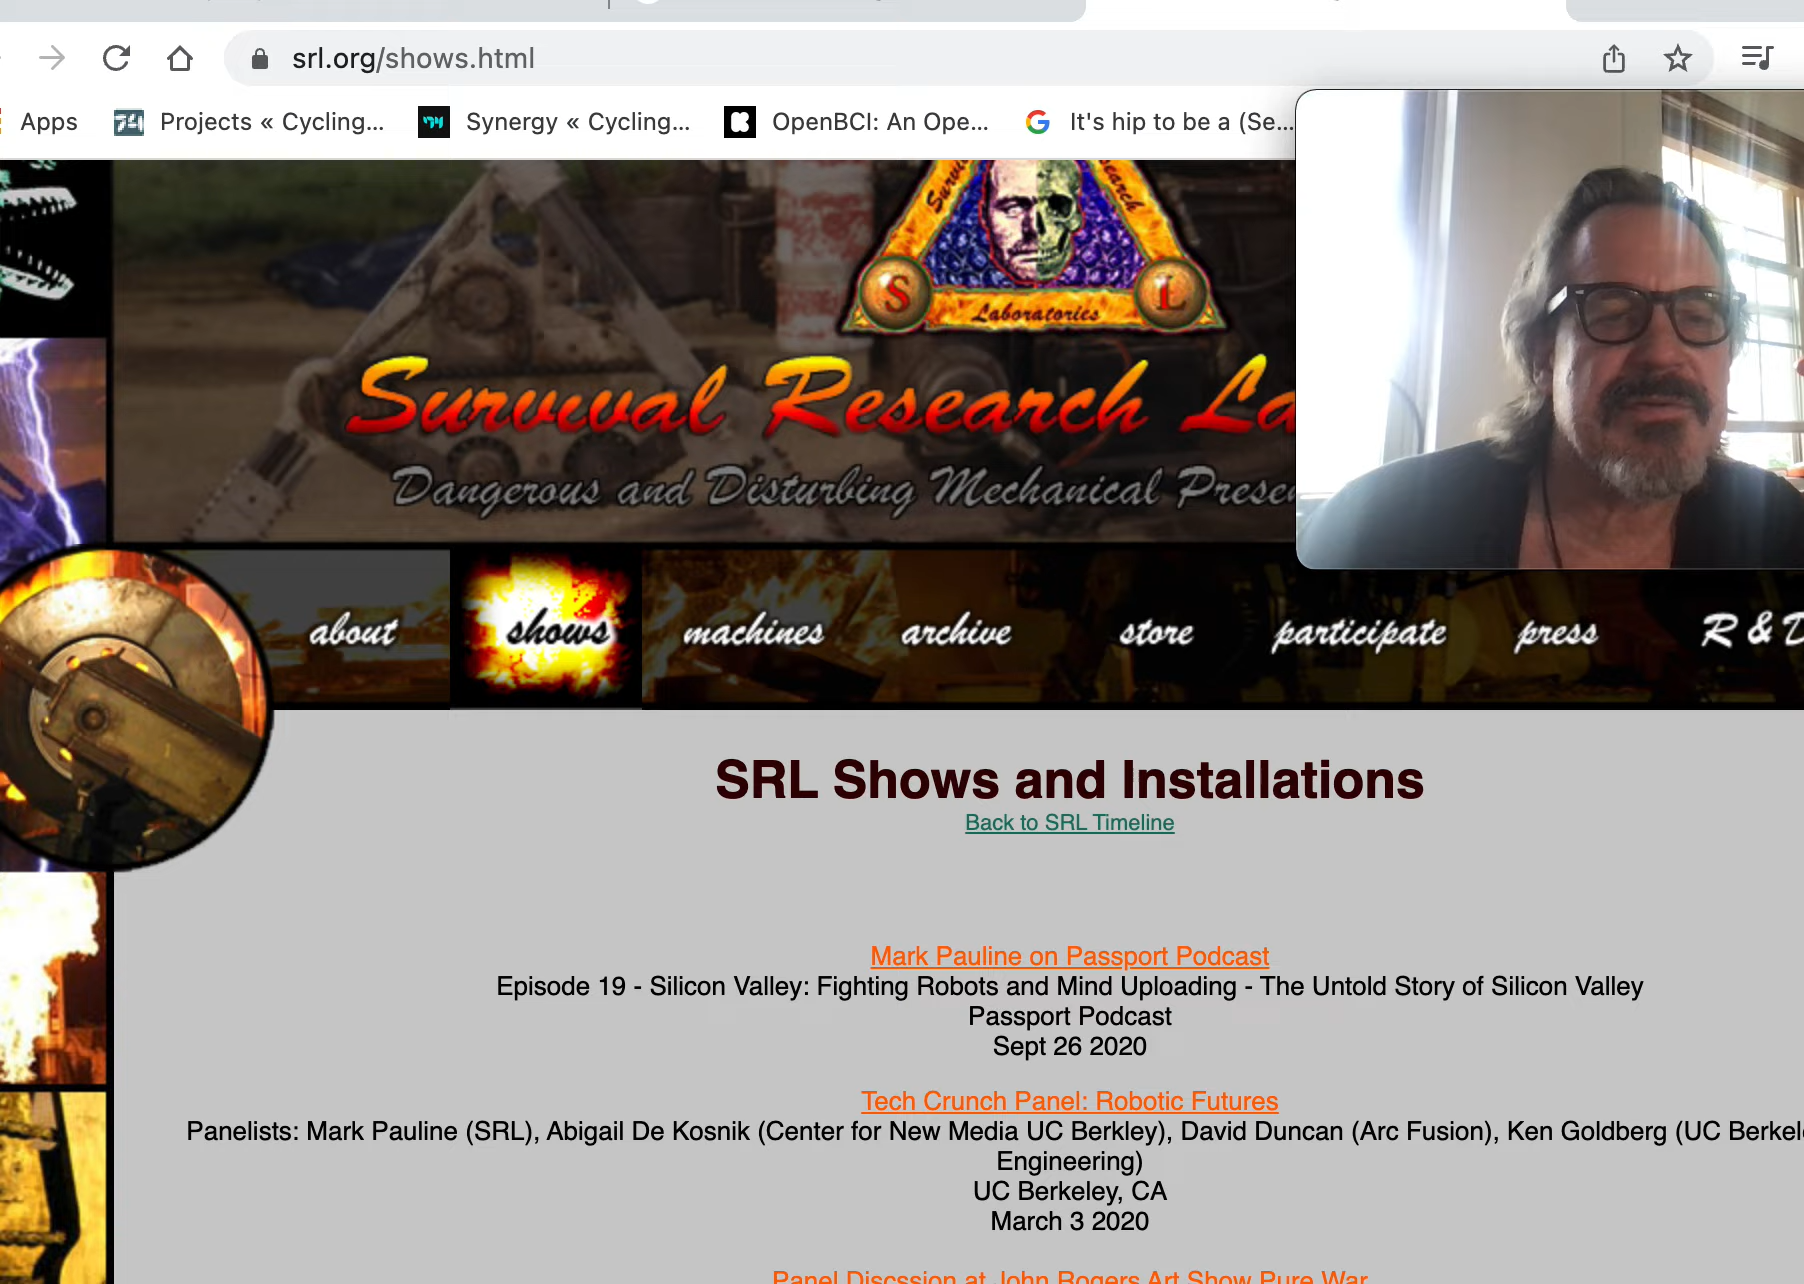 srl.org/shows.html
Apps
Projects « Cycling...
Synergy « Cycling...
OpenBCI: An Ope...
It's hip to be a (Se...
S
L
Laboratories
Survival Research La
Dangerous and Disturbing Mechanical Prese
about
shows
machines
archive
store
participate
press
R & D
SRL Shows and Installations
Back to SRL Timeline
Mark Pauline on Passport Podcast
Episode 19 - Silicon Valley: Fighting Robots and Mind Uploading - The Untold Story of Silicon Valley
Passport Podcast
Sept 26 2020
Tech Crunch Panel: Robotic Futures
Panelists: Mark Pauline (SRL), Abigail De Kosnik (Center for New Media UC Berkley), David Duncan (Arc Fusion), Ken Goldberg (UC Berkel
Engineering)
UC Berkeley, CA
March 3 2020
Panel Discssion at John Rogers Art Show Pure War